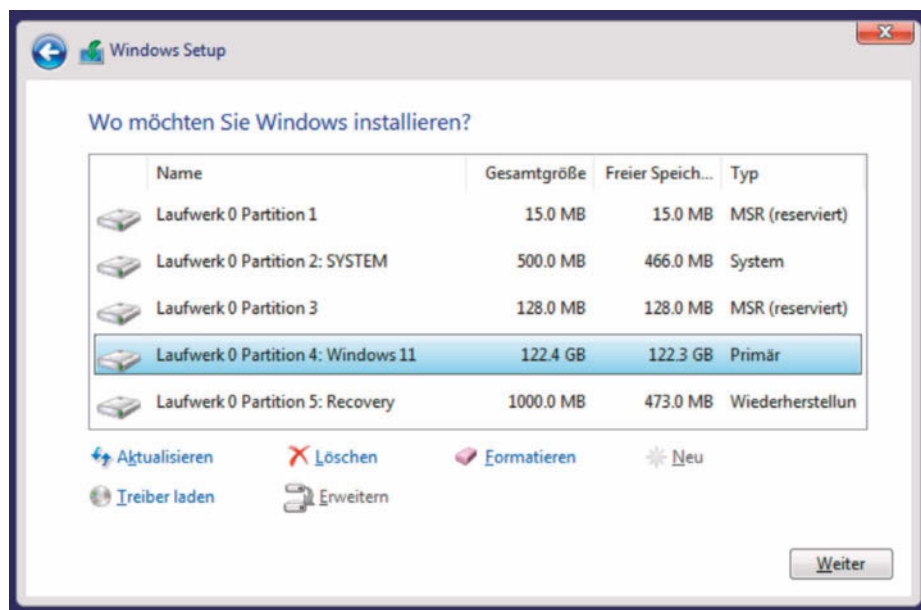 Windows Setup
Wo möchten Sie Windows installieren?
Name Gesamtgröße Freier Speich... Typ
Laufwerk 0 Partition 1 15.0 MB 15.0 MB MSR (reserviert)
Laufwerk 0 Partition 2: SYSTEM 500.0 MB 466.0 MB System
Laufwerk 0 Partition 3 128.0 MB 128.0 MB MSR (reserviert)
Laufwerk 0 Partition 4: Windows 11 122.4 GB 122.3 GB Primär
Laufwerk 0 Partition 5: Recovery 1000.0 MB 473.0 MB Wiederherstellun
Aktualisieren Löschen Formatieren Neu
Treiber laden Erweitern
Weiter